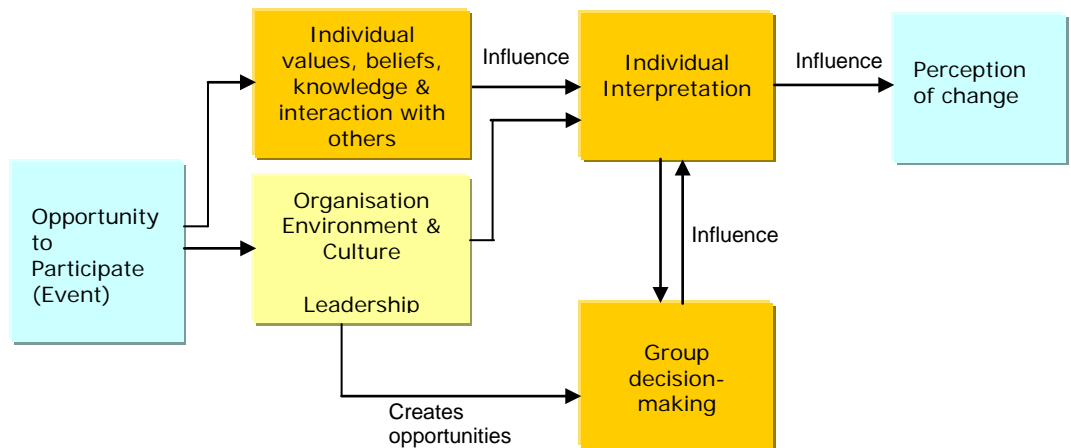 Individual
values, beliefs,
knowledge &
interaction with
others
Influence
Individual
Interpretation
Influence
Perception
of change
Opportunity
to
Participate
(Event)
Organisation
Environment &
Culture
Leadership
Influence
Group
decision-
making
Creates
opportunities